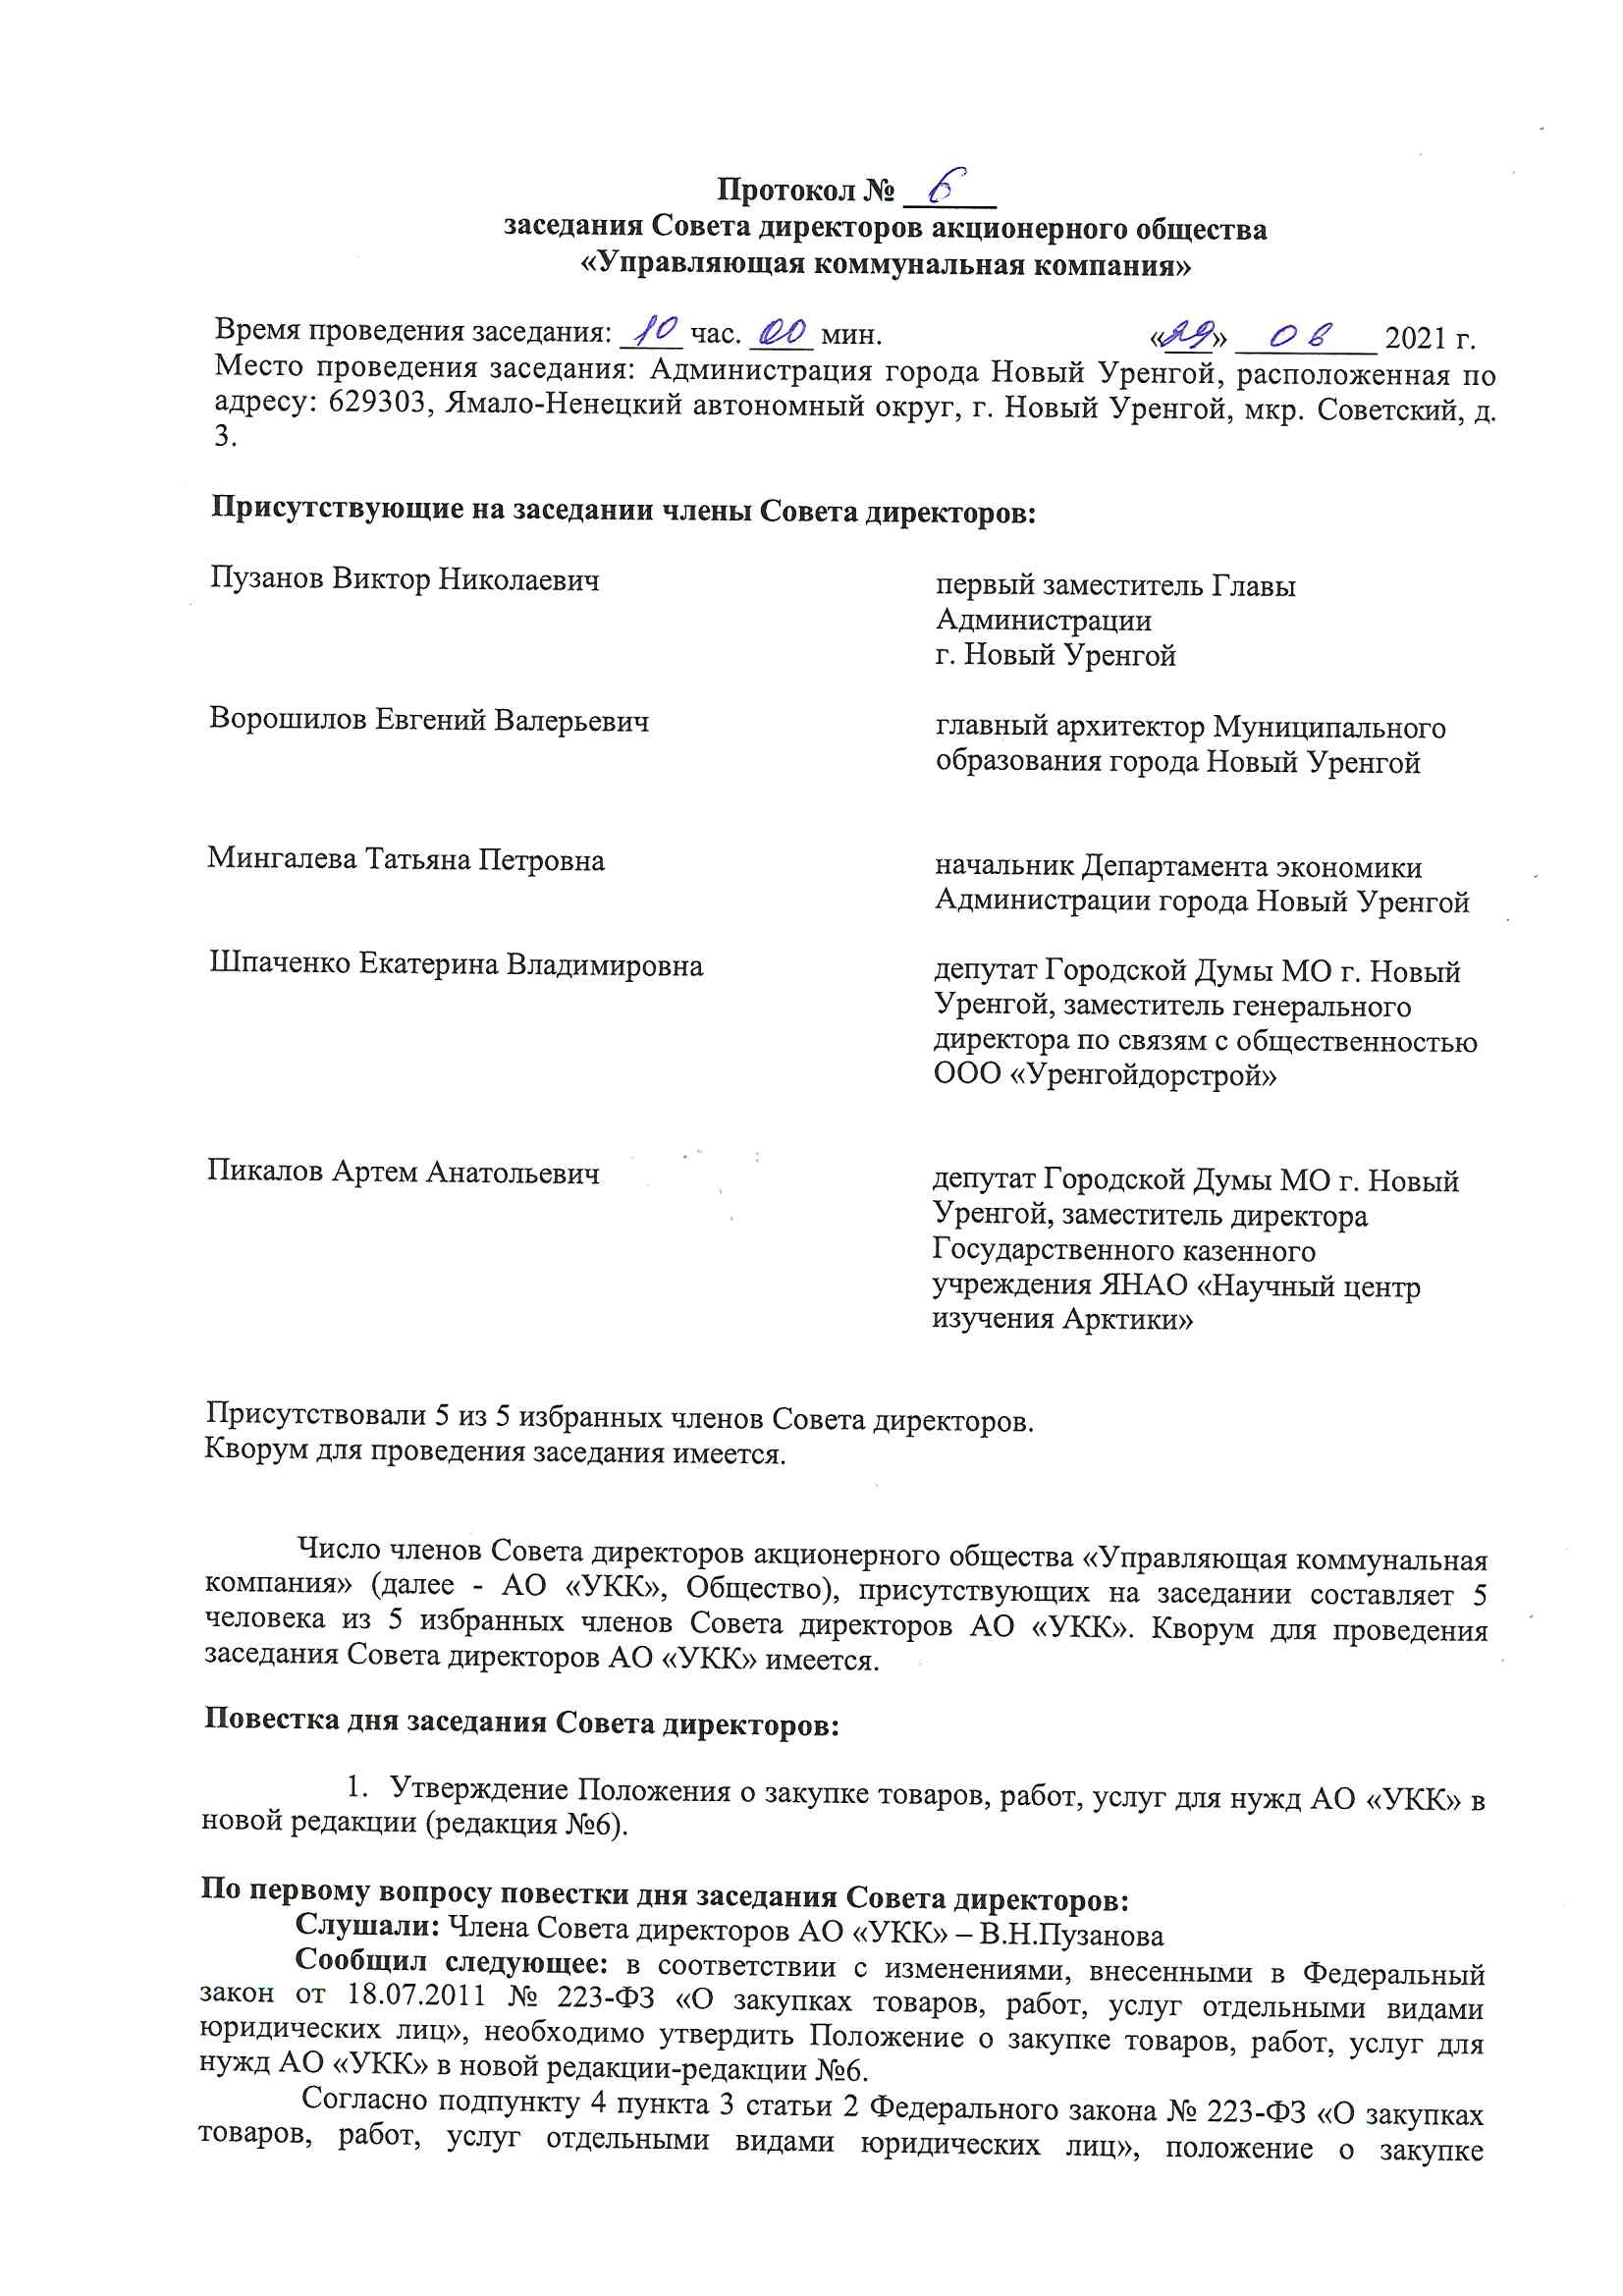 Протокол № 6
заседания Совета директоров акционерного общества
«Управляющая коммунальная компания»
Время проведения заседания: 10 час. 00 мин. «29» 06 2021 г.
Место проведения заседания: Администрация города Новый Уренгой, расположенная по
адресу: 629303, Ямало-Ненецкий автономный округ, г. Новый Уренгой, мкр. Советский, д.
3.
Присутствующие на заседании члены Совета директоров:
Пузанов Виктор Николаевич
первый заместитель Главы
Администрации
г. Новый Уренгой
Ворошилов Евгений Валерьевич
главный архитектор Муниципального
образования города Новый Уренгой
Мингалева Татьяна Петровна
начальник Департамента экономики
Администрации города Новый Уренгой
Шпаченко Екатерина Владимировна
депутат Городской Думы МО г. Новый
Уренгой, заместитель генерального
директора по связям с общественностью
ООО «Уренгойдорстрой»
Пикалов Артем Анатольевич
депутат Городской Думы МО г. Новый
Уренгой, заместитель директора
Государственного казенного
учреждения ЯНАО «Научный центр
изучения Арктики»
Присутствовали 5 из 5 избранных членов Совета директоров.
Кворум для проведения заседания имеется.
Число членов Совета директоров акционерного общества «Управляющая коммунальная
компания» (далее - АО «УКК», Общество), присутствующих на заседании составляет 5
человека из 5 избранных членов Совета директоров АО «УКК». Кворум для проведения
заседания Совета директоров АО «УКК» имеется.
Повестка дня заседания Совета директоров:
1. Утверждение Положения о закупке товаров, работ, услуг для нужд АО «УКК» в
новой редакции (редакция №6).
По первому вопросу повестки дня заседания Совета директоров:
Слушали: Члена Совета директоров АО «УКК» – В.Н.Пузанова
Сообщил следующее: в соответствии с изменениями, внесенными в Федеральный
закон от 18.07.2011 № 223-ФЗ «О закупках товаров, работ, услуг отдельными видами
юридических лиц», необходимо утвердить Положение о закупке товаров, работ, услуг для
нужд АО «УКК» в новой редакции-редакции №6.
Согласно подпункту 4 пункта 3 статьи 2 Федерального закона № 223-ФЗ «О закупках
товаров, работ, услуг отдельными видами юридических лиц», положение о закупке